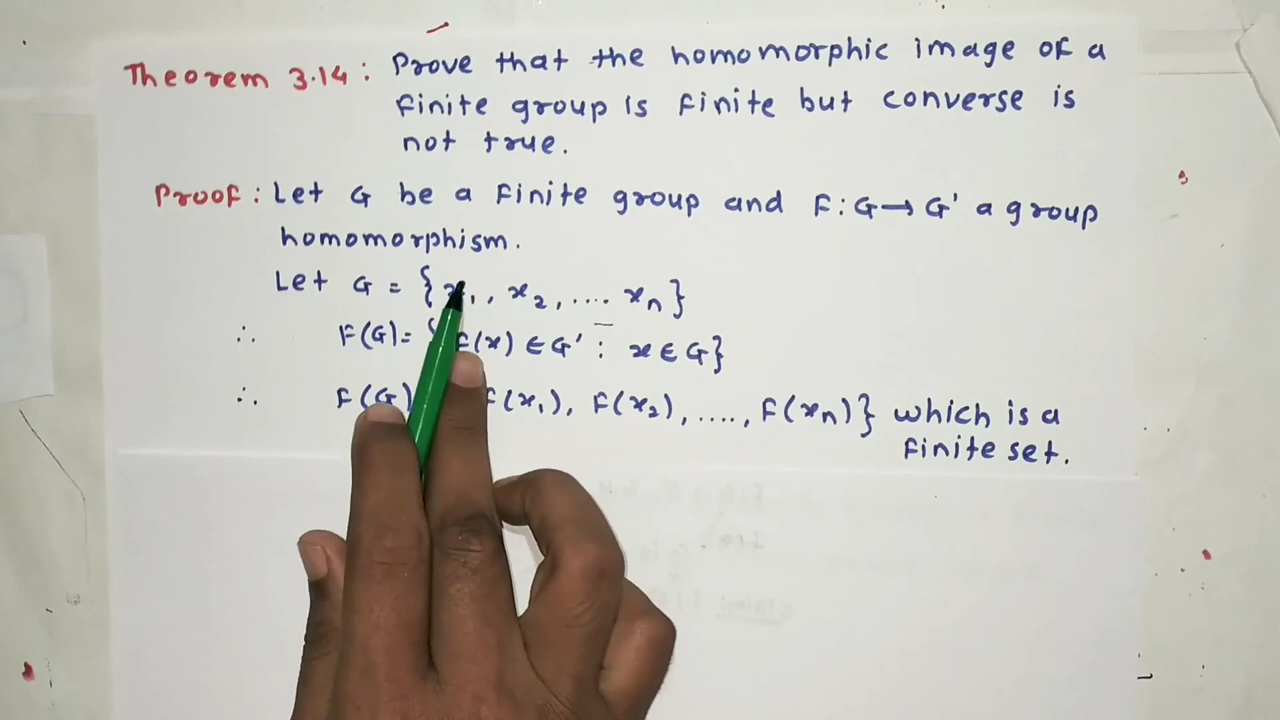 Theorem 3.14: Prove that the homomorphic image of a
finite group is finite but converse is
not true.
Proof: Let G be a finite group and F: G → G' a group
homomorphism.
Let G = {x₁, x₂, .... xₙ}
∴ F(G) = {F(x) ∈ G' : x ∈ G}
∴ F(G) F(x₁), F(x₂), ...., F(xₙ)} which is a
finite set.